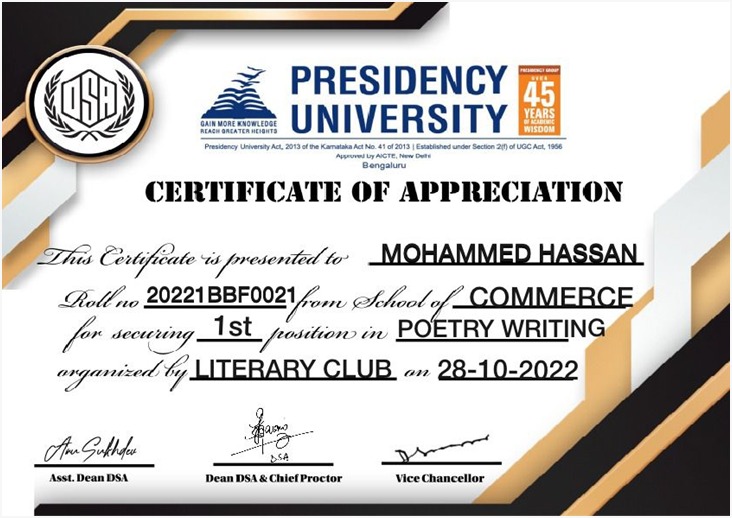 DSA
PRESIDENCY
UNIVERSITY
GAIN MORE KNOWLEDGE
REACH GREATER HEIGHTS
PRESIDENCY GROUP
OVER
45
YEARS
OF ACADEMIC
WISDOM
Presidency University Act, 2013 of the Karnataka Act No. 41 of 2013 | Established under Section 2(f) of UGC Act, 1956
Approved by AICTE, New Delhi
Bengaluru
CERTIFICATE OF APPRECIATION
This Certificate is presented to MOHAMMED HASSAN
Roll no 20221BBF0021 from School of COMMERCE
for securing 1st position in POETRY WRITING
organized by LITERARY CLUB on 28-10-2022
DSA
Asst. Dean DSA
Dean DSA & Chief Proctor
Vice Chancellor